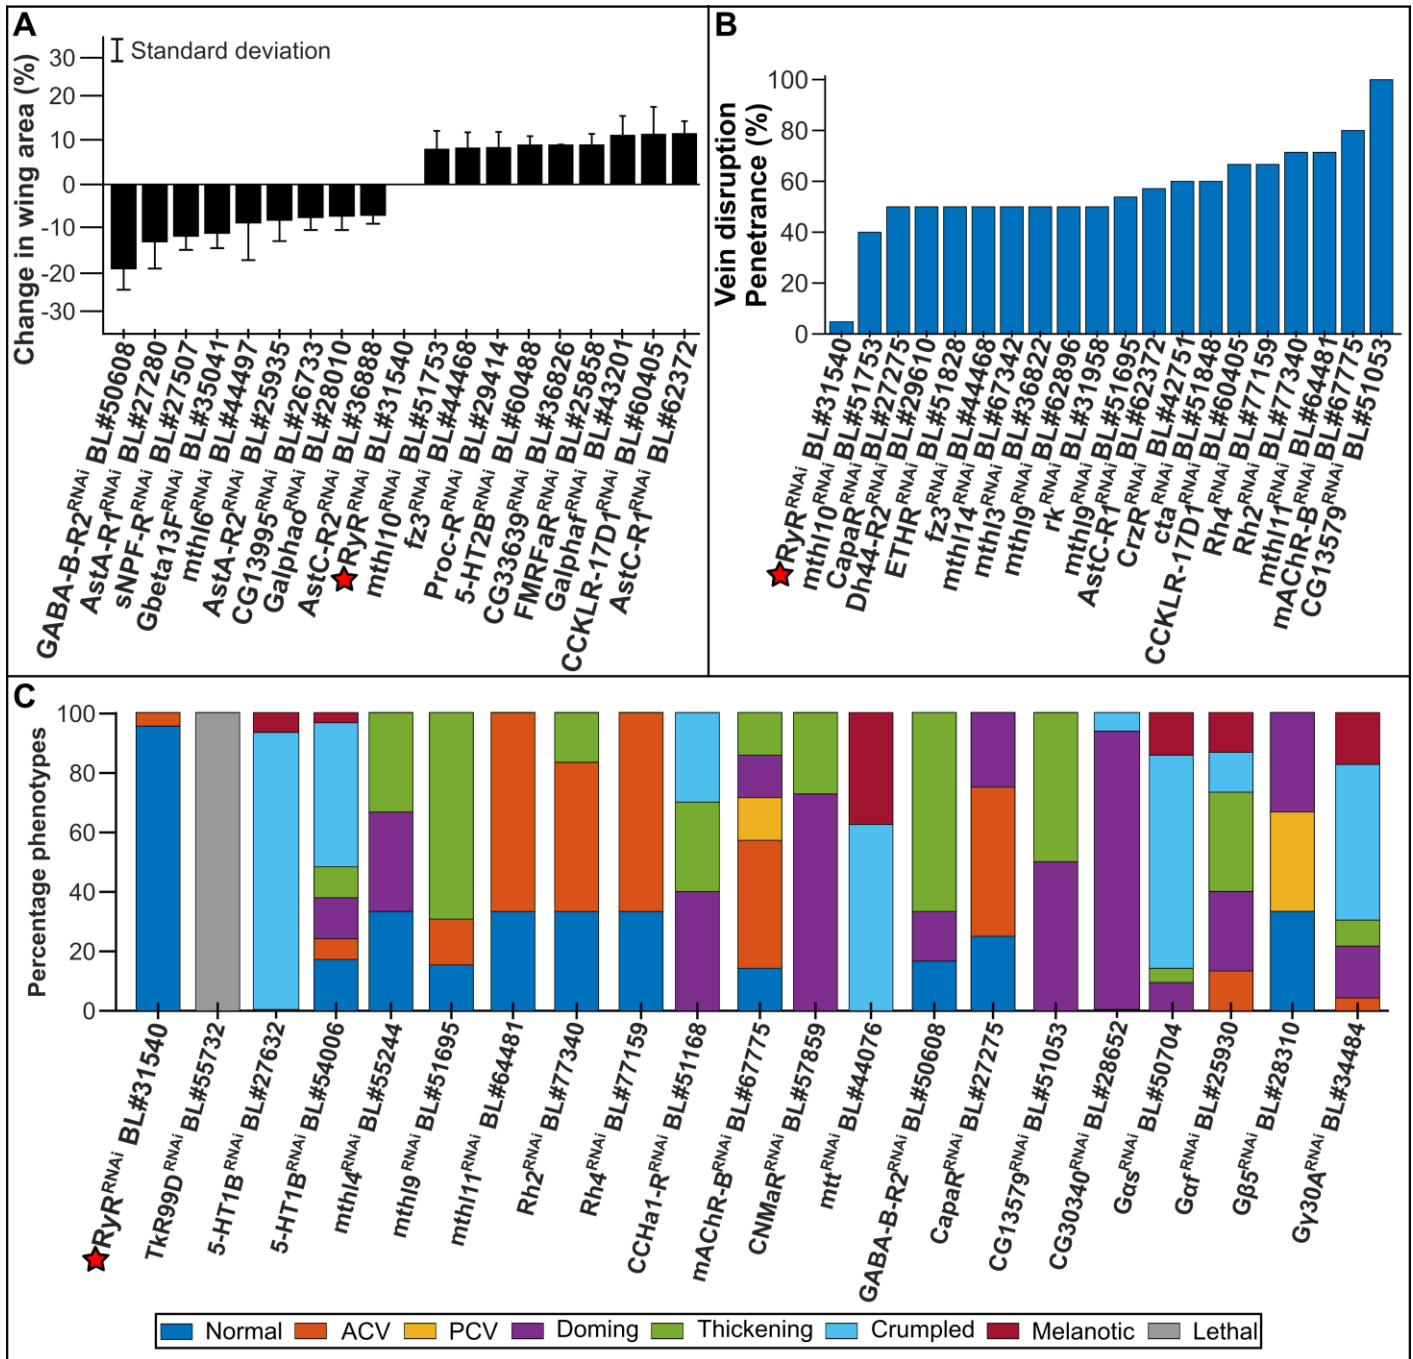 A
Standard deviation
Change in wing area (%)
30
20
10
0
-10
-20
-30
GABA-B-R2RNAi BL#50608
AstA-R1RNAi BL#27280
sNPF-RRNAi BL#27507
Gbeta13FRNAi BL#35041
mthl6RNAi BL#44497
AstA-R2RNAi BL#25935
CG13995RNAi BL#26733
GalphaoRNAi BL#28010
AstC-R2RNAi BL#36888
RyRRNAi BL#31540
mthl10RNAi BL#51753
fz3RNAi BL#44468
Proc-RRNAi BL#29414
5-HT2BRNAi BL#60488
CG33639RNAi BL#36826
FMRFaRRNAi BL#25858
GalphafRNAi BL#43201
CCKLR-17D1RNAi BL#60405
AstC-R1RNAi BL#62372
B
Vein disruption
Penetrance (%)
100
80
60
40
20
0
RyRRNAi BL#31540
mthl10RNAi BL#51753
CapaRRNAi BL#27275
Dh44-R2RNAi BL#29610
ETHRRNAi BL#51828
fz3RNAi BL#44468
mthl14RNAi BL#67342
mthl3RNAi BL#36822
mthl9RNAi BL#62896
rkRNAi BL#31958
mthl9RNAi BL#51695
AstC-R1RNAi BL#62372
CrzRRNAi BL#42751
ctaRNAi BL#51848
CCKLR-17D1RNAi BL#60405
Rh4RNAi BL#77159
Rh2RNAi BL#77340
mthl11RNAi BL#64481
mAChR-BRNAi BL#67775
CG13579RNAi BL#51053
C
Percentage phenotypes
100
80
60
40
20
0
RyRRNAi BL#31540
TkR99DRNAi BL#55732
5-HT1BRNAi BL#27632
5-HT1BRNAi BL#54006
mthl4RNAi BL#55244
mthl9RNAi BL#51695
mthl11RNAi BL#64481
Rh2RNAi BL#77340
Rh4RNAi BL#77159
CCHa1-RRNAi BL#51168
mAChR-BRNAi BL#67775
CNMaRRNAi BL#57859
mttRNAi BL#44076
GABA-B-R2RNAi BL#50608
CapaRRNAi BL#27275
CG13579RNAi BL#51053
CG30340RNAi BL#28652
GαsRNAi BL#50704
GαfRNAi BL#25930
Gβ5RNAi BL#28310
Gγ30ARNAi BL#34484
Normal ACV PCV Doming Thickening Crumpled Melanotic Lethal